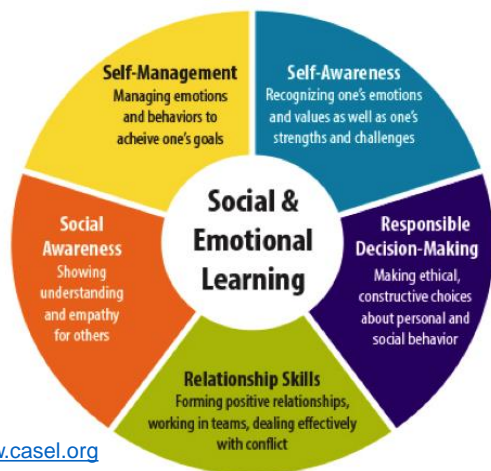 Self-Management
Managing emotions
and behaviors to
acheive one's goals
Self-Awareness
Recognizing one's emotions
and values as well as one's
strengths and challenges
Social &
Emotional
Learning
Social
Awareness
Showing
understanding
and empathy
for others
Responsible
Decision-Making
Making ethical,
constructive choices
about personal and
social behavior
Relationship Skills
Forming positive relationships,
working in teams, dealing effectively
with conflict
w.casel.org